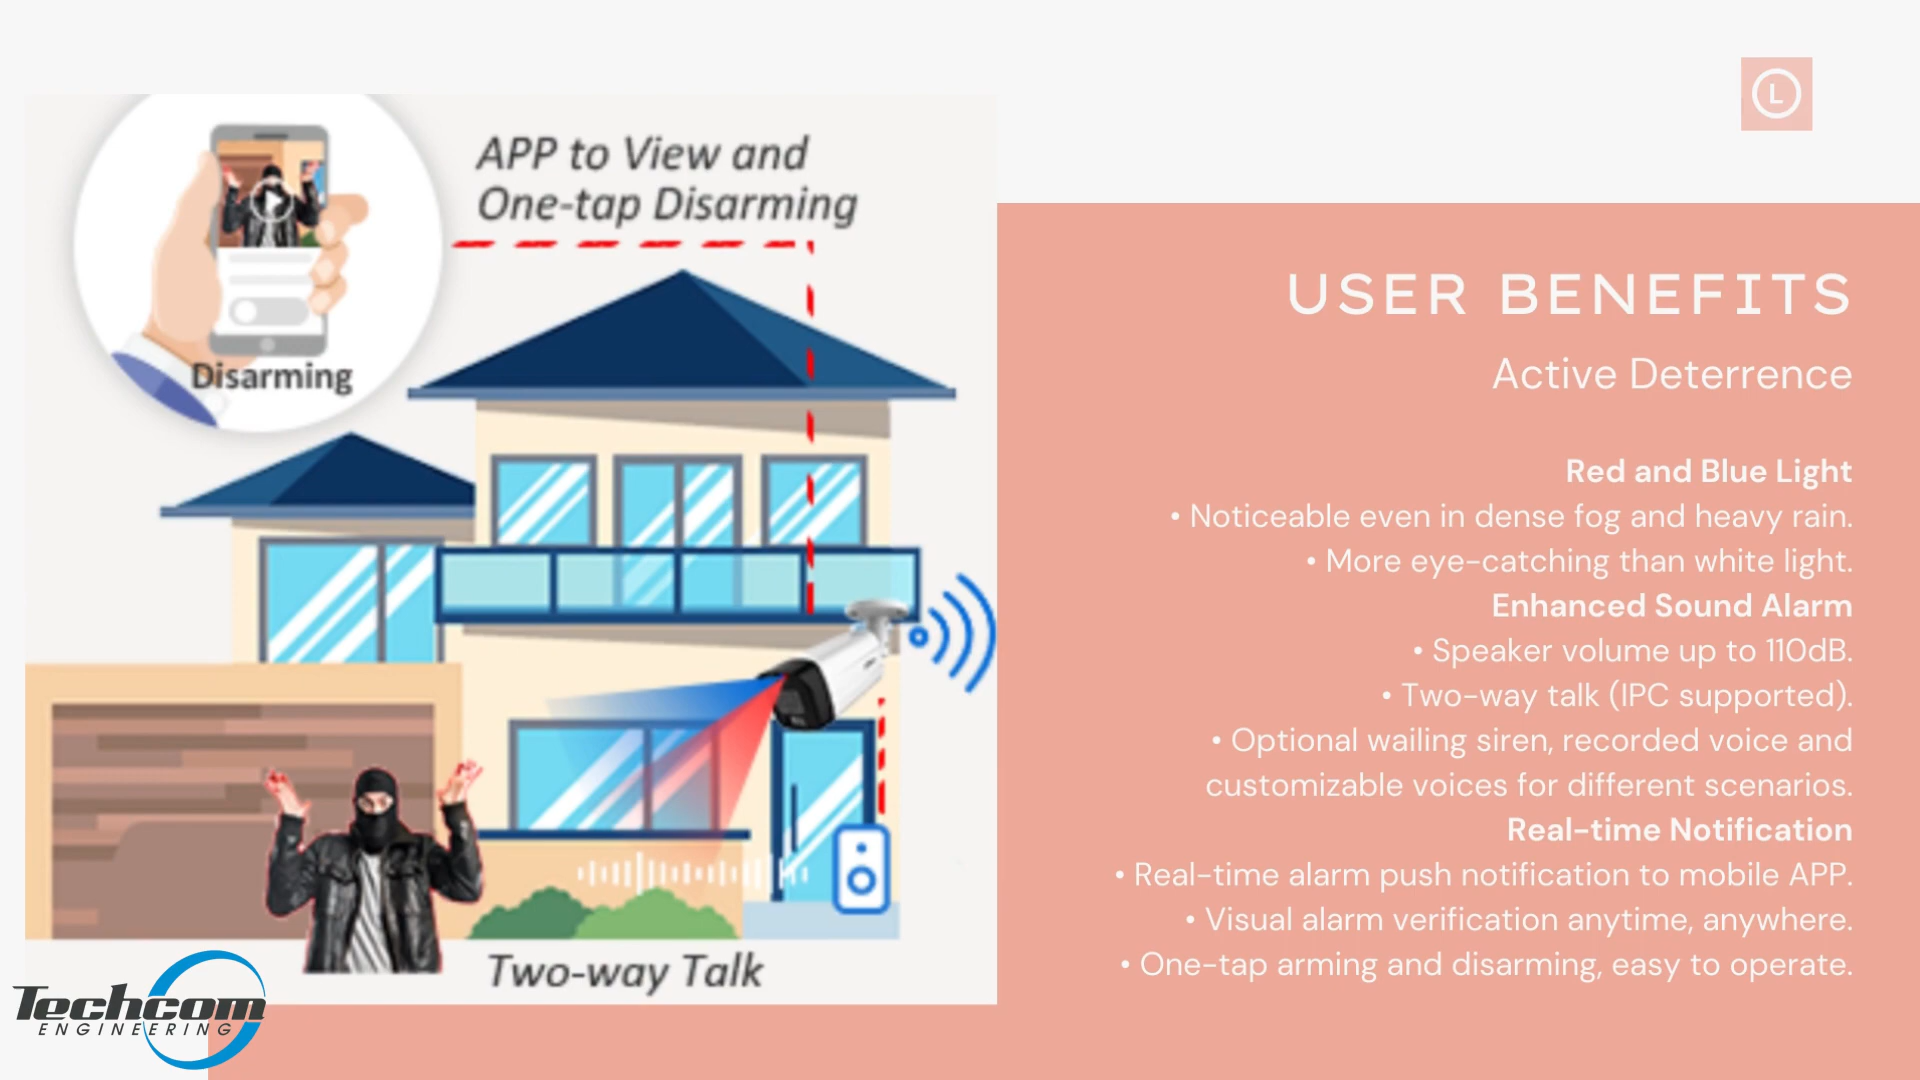 L
APP to View and
One-tap Disarming
Disarming
Two-way Talk
Techcom
ENGINEERING
USER BENEFITS
Active Deterrence
Red and Blue Light
• Noticeable even in dense fog and heavy rain.
• More eye-catching than white light.
Enhanced Sound Alarm
• Speaker volume up to 110dB.
• Two-way talk (IPC supported).
• Optional wailing siren, recorded voice and
customizable voices for different scenarios.
Real-time Notification
• Real-time alarm push notification to mobile APP.
• Visual alarm verification anytime, anywhere.
• One-tap arming and disarming, easy to operate.